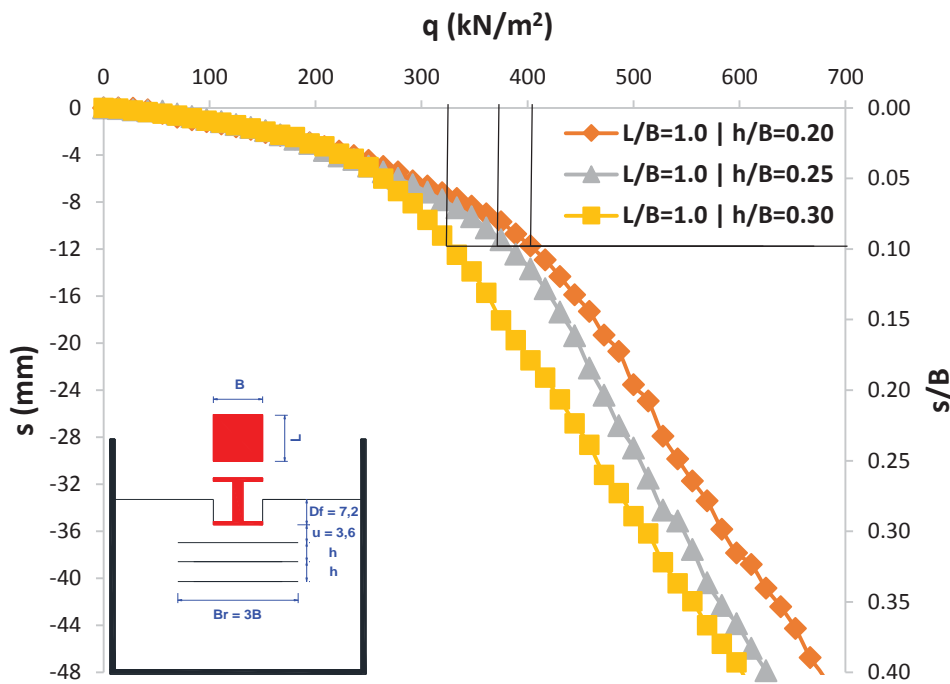 q (kN/m²)
0 100 200 300 400 500 600 700
s (mm)
0
-4
-8
-12
-16
-20
-24
-28
-32
-36
-40
-44
-48
L/B=1.0 | h/B=0.20
L/B=1.0 | h/B=0.25
L/B=1.0 | h/B=0.30
B
L
Df = 7,2
u = 3,6
h
h
Br = 3B
s/B
0.00
0.05
0.10
0.15
0.20
0.25
0.30
0.35
0.40